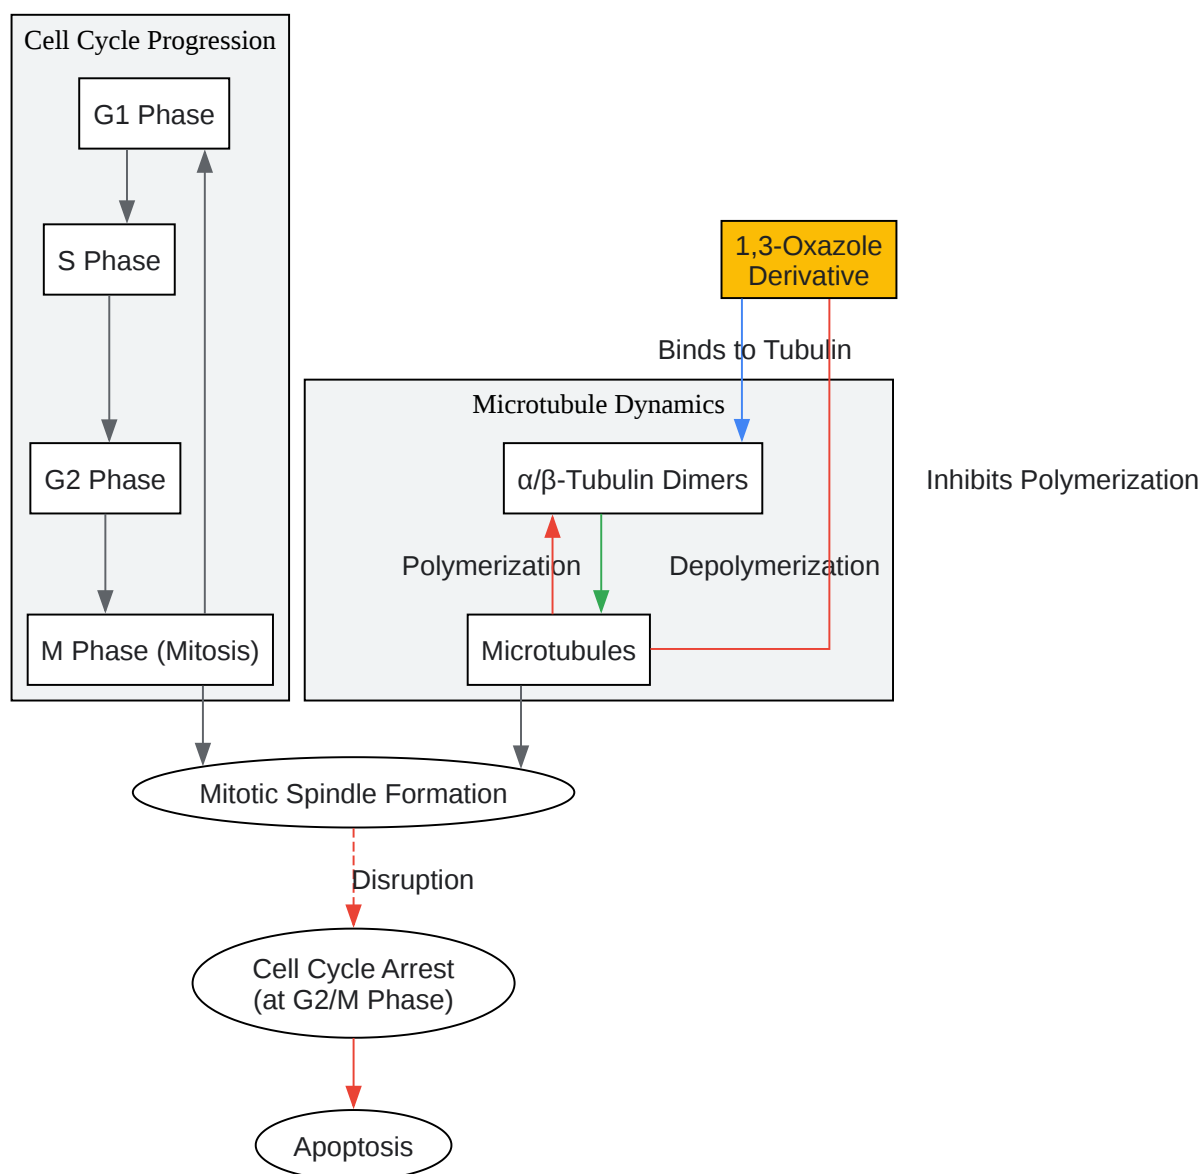 Cell Cycle Progression
G1 Phase
S Phase
G2 Phase
M Phase (Mitosis)
1,3-Oxazole
Derivative
Binds to Tubulin
Microtubule Dynamics
α/β-Tubulin Dimers
Inhibits Polymerization
Polymerization
Depolymerization
Microtubules
Mitotic Spindle Formation
Disruption
Cell Cycle Arrest
(at G2/M Phase)
Apoptosis